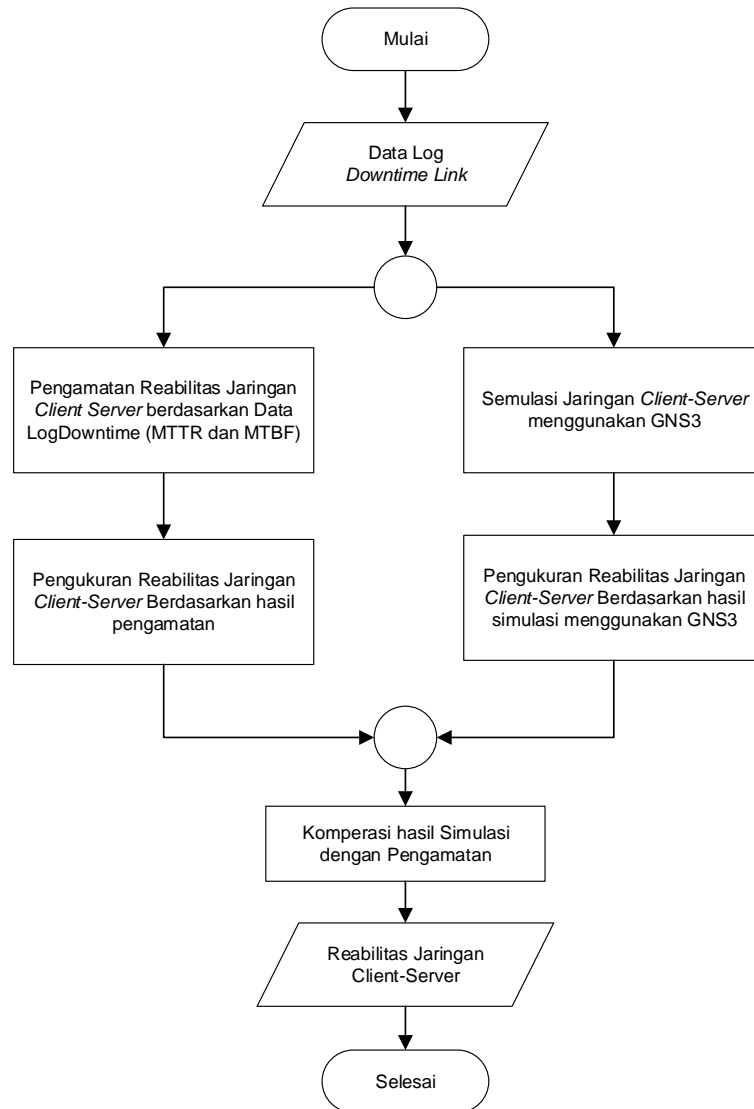 Mulai
Data Log
Downtime Link
Pengamatan Reabilitas Jaringan
Client Server berdasarkan Data
LogDowntime (MTTR dan MTBF)
Semulasi Jaringan Client-Server
menggunakan GNS3
Pengukuran Reabilitas Jaringan
Client-Server Berdasarkan hasil
pengamatan
Pengukuran Reabilitas Jaringan
Client-Server Berdasarkan hasil
simulasi menggunakan GNS3
Komperasi hasil Simulasi
dengan Pengamatan
Reabilitas Jaringan
Client-Server
Selesai